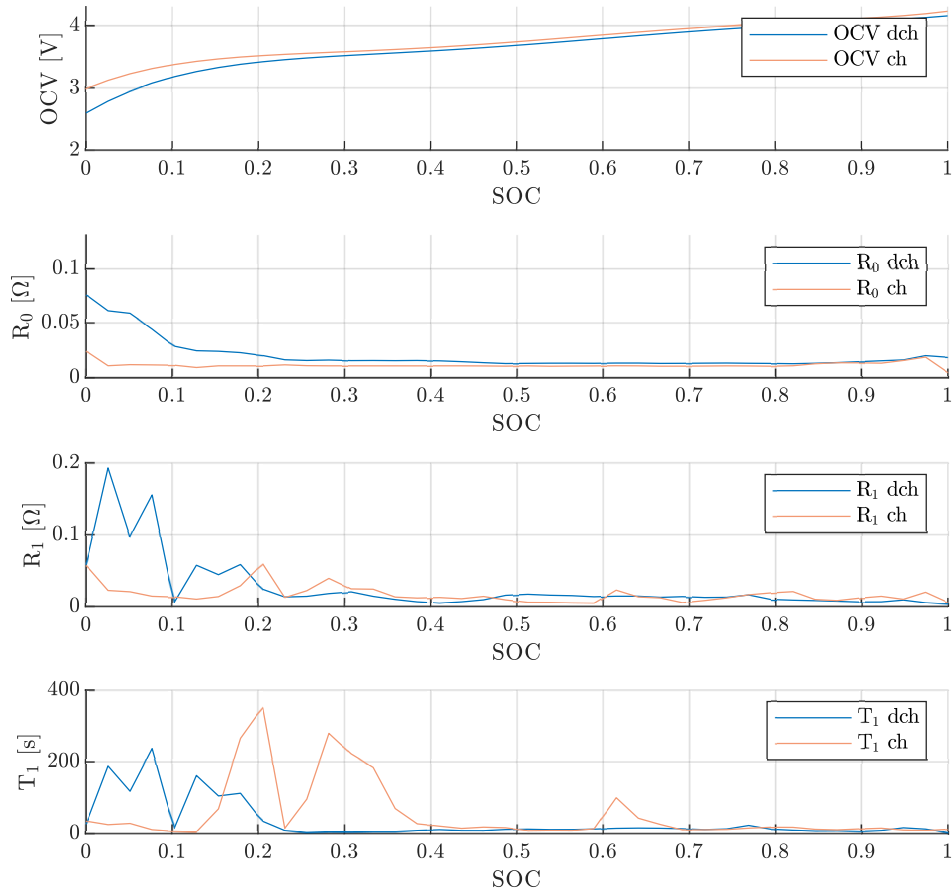 OCV [V]
4
3
2
OCV dch
OCV ch
0 0.1 0.2 0.3 0.4 0.5 0.6 0.7 0.8 0.9 1
SOC
R₀ [Ω]
0.1
0.05
0
R₀ dch
R₀ ch
0 0.1 0.2 0.3 0.4 0.5 0.6 0.7 0.8 0.9 1
SOC
R₁ [Ω]
0.2
0.1
0
R₁ dch
R₁ ch
0 0.1 0.2 0.3 0.4 0.5 0.6 0.7 0.8 0.9 1
SOC
T₁ [s]
400
200
0
T₁ dch
T₁ ch
0 0.1 0.2 0.3 0.4 0.5 0.6 0.7 0.8 0.9 1
SOC